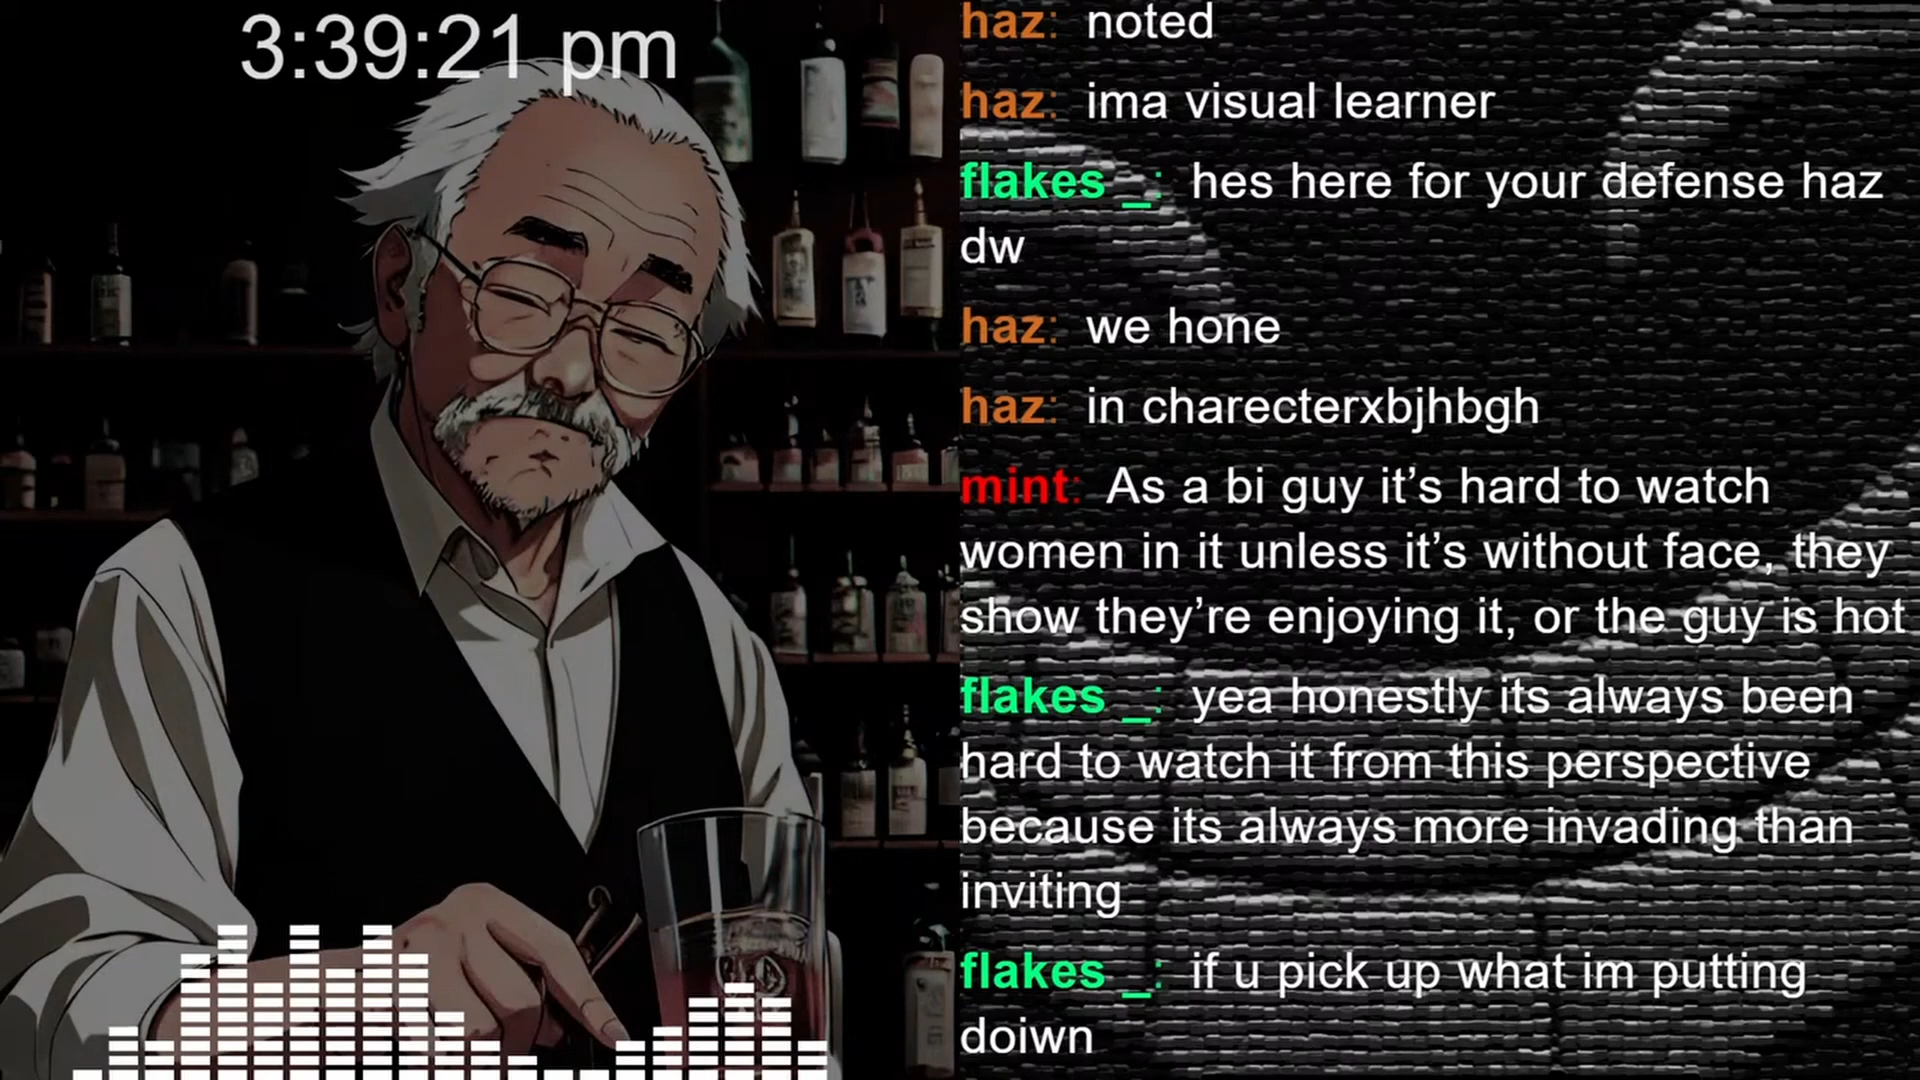 3:39:21 pm
haz: noted
haz: ima visual learner
flakes _: hes here for your defense haz
dw
haz: we hone
haz: in charecterxbjhbgh
mint: As a bi guy it’s hard to watch
women in it unless it’s without face, they
show they’re enjoying it, or the guy is hot
flakes _: yea honestly its always been
hard to watch it from this perspective
because its always more invading than
inviting
flakes _: if u pick up what im putting
doiwn